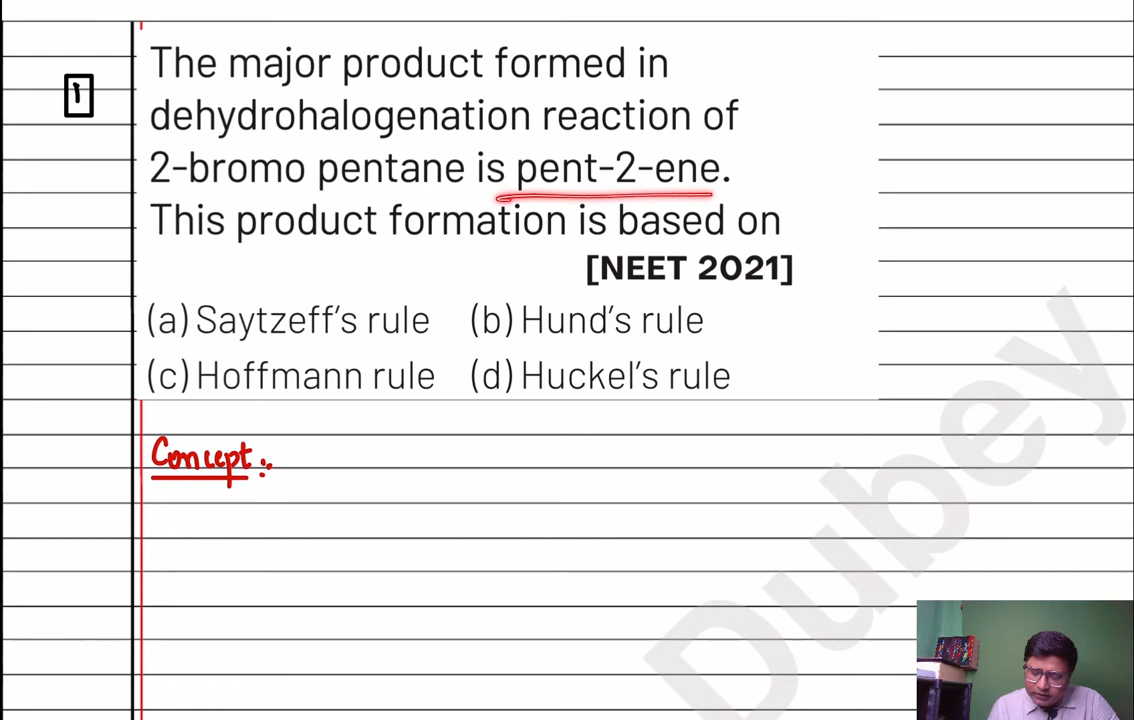 1
The major product formed in
dehydrohalogenation reaction of
2-bromo pentane is pent-2-ene.
This product formation is based on
[NEET 2021]
(a) Saytzeff's rule (b) Hund's rule
(c) Hoffmann rule (d) Huckel's rule
Concept :
Dubey